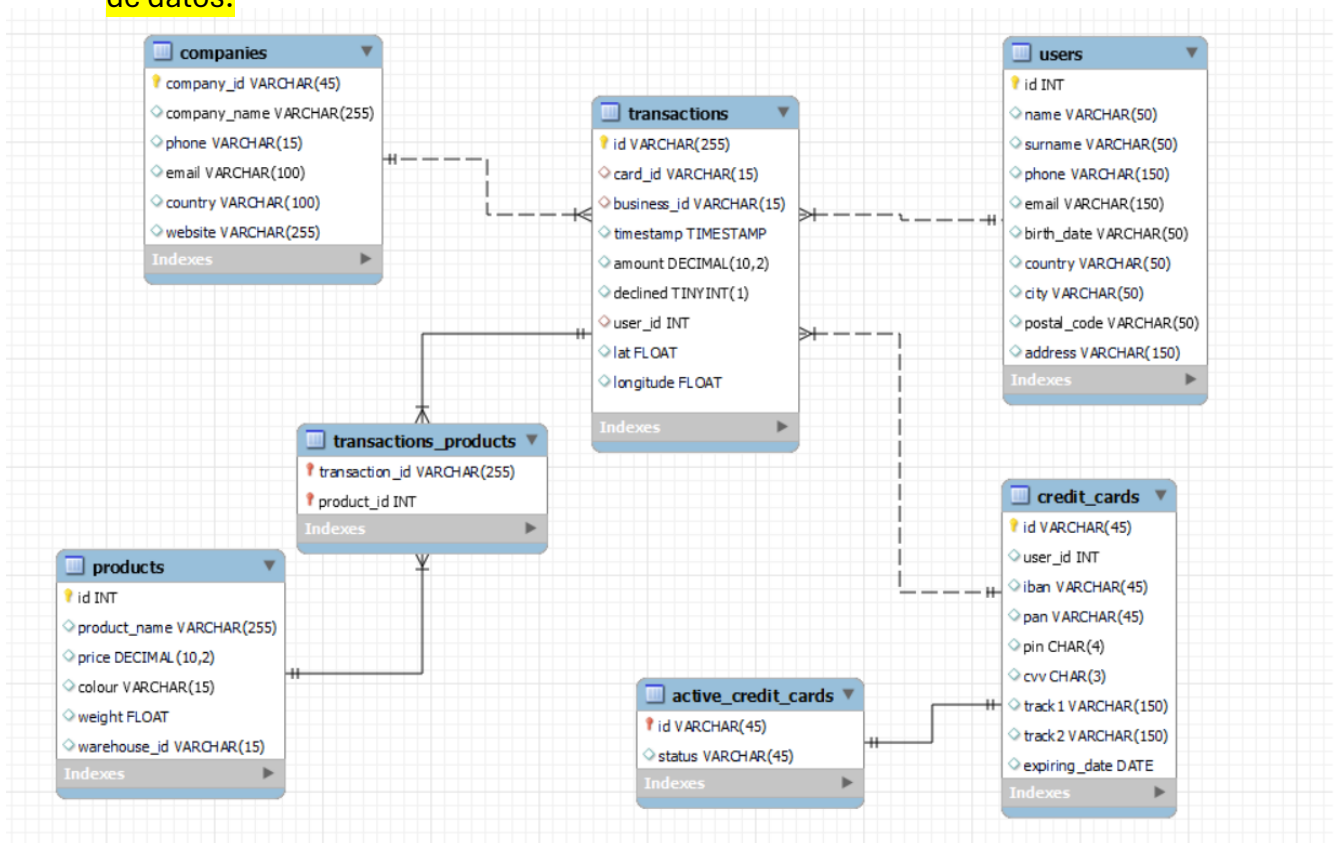 de datos.
companies
company_id VARCHAR(45)
company_name VARCHAR(255)
phone VARCHAR(15)
email VARCHAR(100)
country VARCHAR(100)
website VARCHAR(255)
Indexes
transactions
id VARCHAR(255)
card_id VARCHAR(15)
business_id VARCHAR(15)
timestamp TIMESTAMP
amount DECIMAL(10,2)
declined TINYINT(1)
user_id INT
lat FLOAT
longitude FLOAT
Indexes
users
id INT
name VARCHAR(50)
surname VARCHAR(50)
phone VARCHAR(150)
email VARCHAR(150)
birth_date VARCHAR(50)
country VARCHAR(50)
city VARCHAR(50)
postal_code VARCHAR(50)
address VARCHAR(150)
Indexes
transactions_products
transaction_id VARCHAR(255)
product_id INT
Indexes
products
id INT
product_name VARCHAR(255)
price DECIMAL(10,2)
colour VARCHAR(15)
weight FLOAT
warehouse_id VARCHAR(15)
Indexes
active_credit_cards
id VARCHAR(45)
status VARCHAR(45)
Indexes
credit_cards
id VARCHAR(45)
user_id INT
iban VARCHAR(45)
pan VARCHAR(45)
pin CHAR(4)
cvv CHAR(3)
track1 VARCHAR(150)
track2 VARCHAR(150)
expiring_date DATE
Indexes